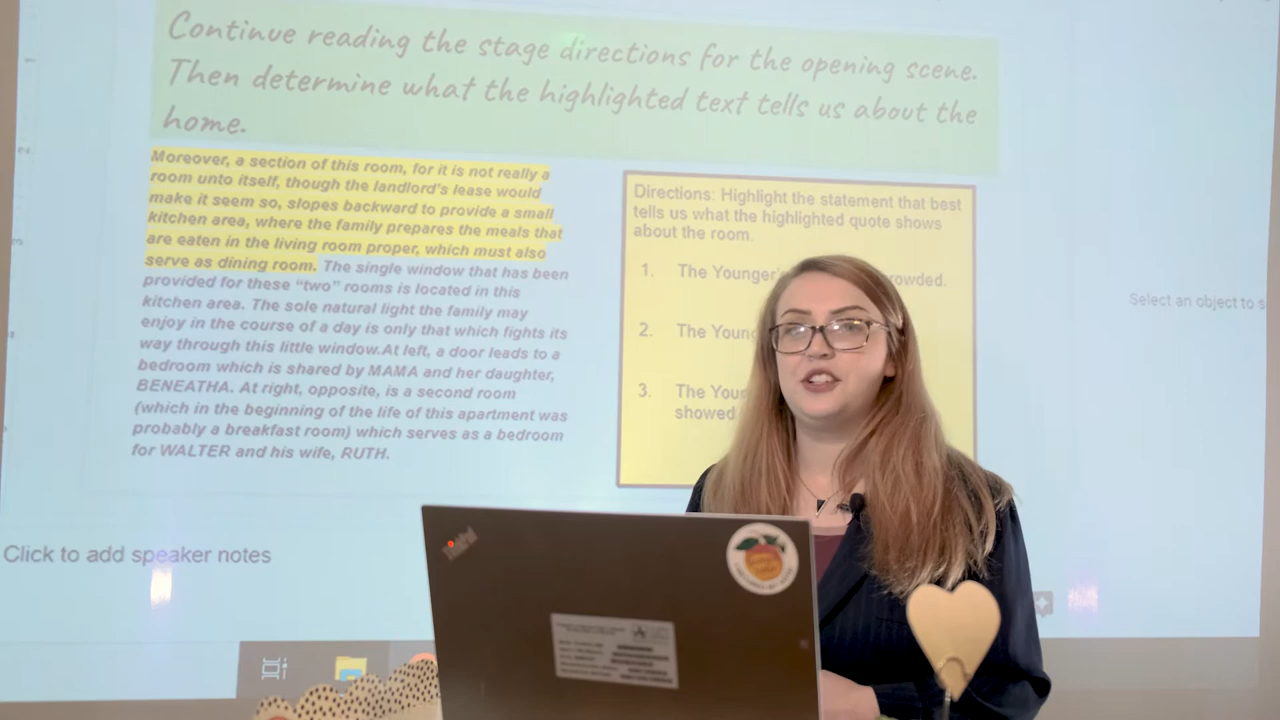 Continue reading the stage directions for the opening scene.
Then determine what the highlighted text tells us about the
home.
Moreover, a section of this room, for it is not really a
room unto itself, though the landlord's lease would
make it seem so, slopes backward to provide a small
kitchen area, where the family prepares the meals that
are eaten in the living room proper, which must also
serve as dining room. The single window that has been
provided for these “two” rooms is located in this
kitchen area. The sole natural light the family may
enjoy in the course of a day is only that which fights its
way through this little window.At left, a door leads to a
bedroom which is shared by MAMA and her daughter,
BENEATHA. At right, opposite, is a second room
(which in the beginning of the life of this apartment was
probably a breakfast room) which serves as a bedroom
for WALTER and his wife, RUTH.
Directions: Highlight the statement that best
tells us what the highlighted quote shows
about the room.
1. The Younger's
2. The
3. The
showed
Select an object to
Click to add speaker notes